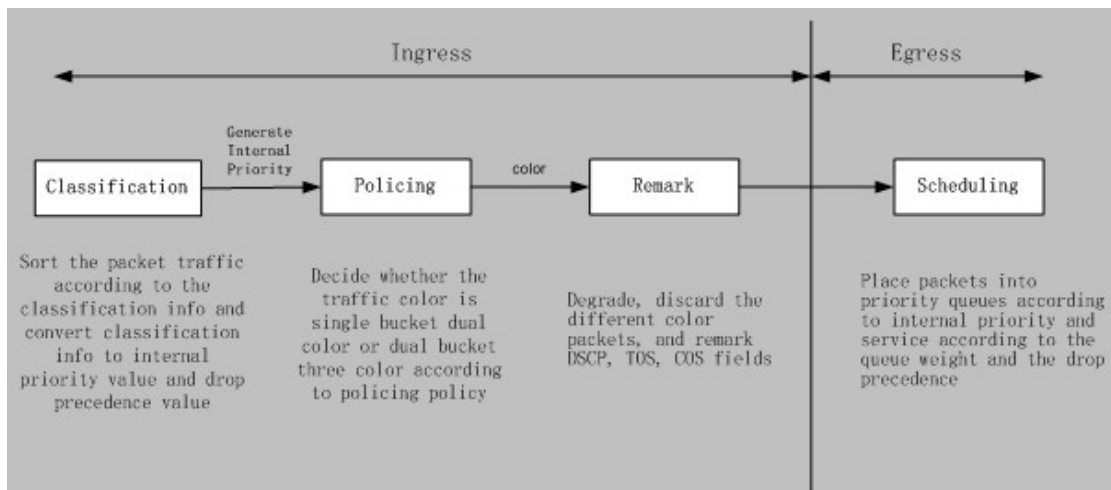 Ingress
Egress
Generate
Internal
Priority
color
Classification
Policing
Remark
Scheduling
Sort the packet traffic
according to the
classification info and
convert classification
info to internal
priority value and drop
precedence value
Decide whether the
traffic color is
single bucket dual
color or dual bucket
three color according
to policing policy
Degrade, discard the
different color
packets, and remark
DSCP, TOS, COS fields
Place packets into
priority queues according
to internal priority and
service according to the
queue weight and the drop
precedence